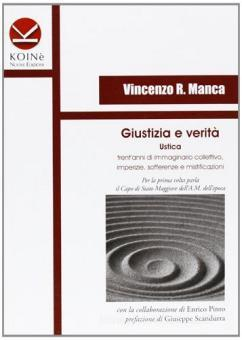 KOINè
NUOVE EDIZIONI
Vincenzo R. Manca
Giustizia e verità
Ustica
trent'anni di immaginario collettivo,
imperizie, sofferenze e mistificazioni
Per la prima volta parla
il Capo di Stato Maggiore dell'A.M. dell'epoca
con la collaborazione di Enrico Pinto
prefazione di Giuseppe Scandurra